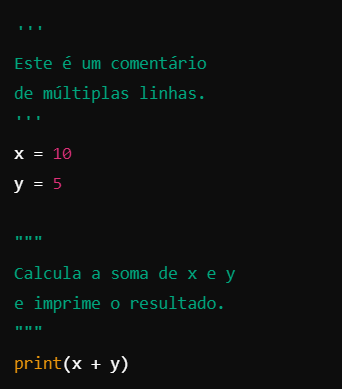 '''
Este é um comentário
de múltiplas linhas.
'''
x = 10
y = 5

"""
Calcula a soma de x e y
e imprime o resultado.
"""
print(x + y)